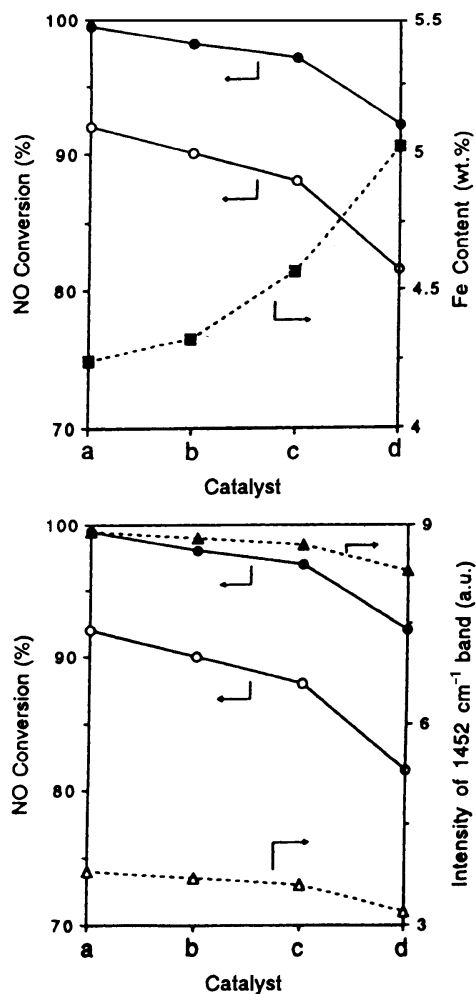 100
90
80
70
NO Conversion (%)
5.5
5
4.5
4
Fe Content (wt.%)
a b c d
Catalyst
100
90
80
70
NO Conversion (%)
9
6
3
Intensity of 1452 cm⁻¹ band (a.u.)
a b c d
Catalyst